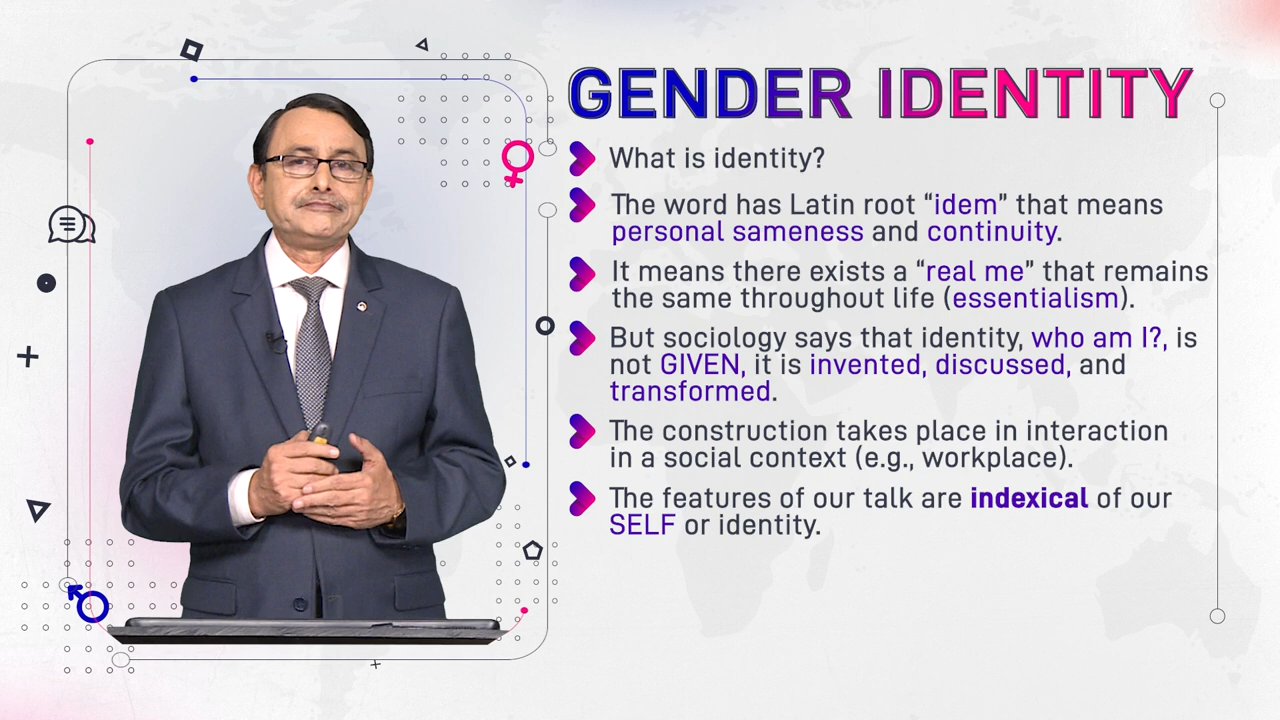 GENDER IDENTITY
What is identity?
The word has Latin root “idem” that means
personal sameness and continuity.
It means there exists a “real me” that remains
the same throughout life (essentialism).
But sociology says that identity, who am I?, is
not GIVEN, it is invented, discussed, and
transformed.
The construction takes place in interaction
in a social context (e.g., workplace).
The features of our talk are indexical of our
SELF or identity.